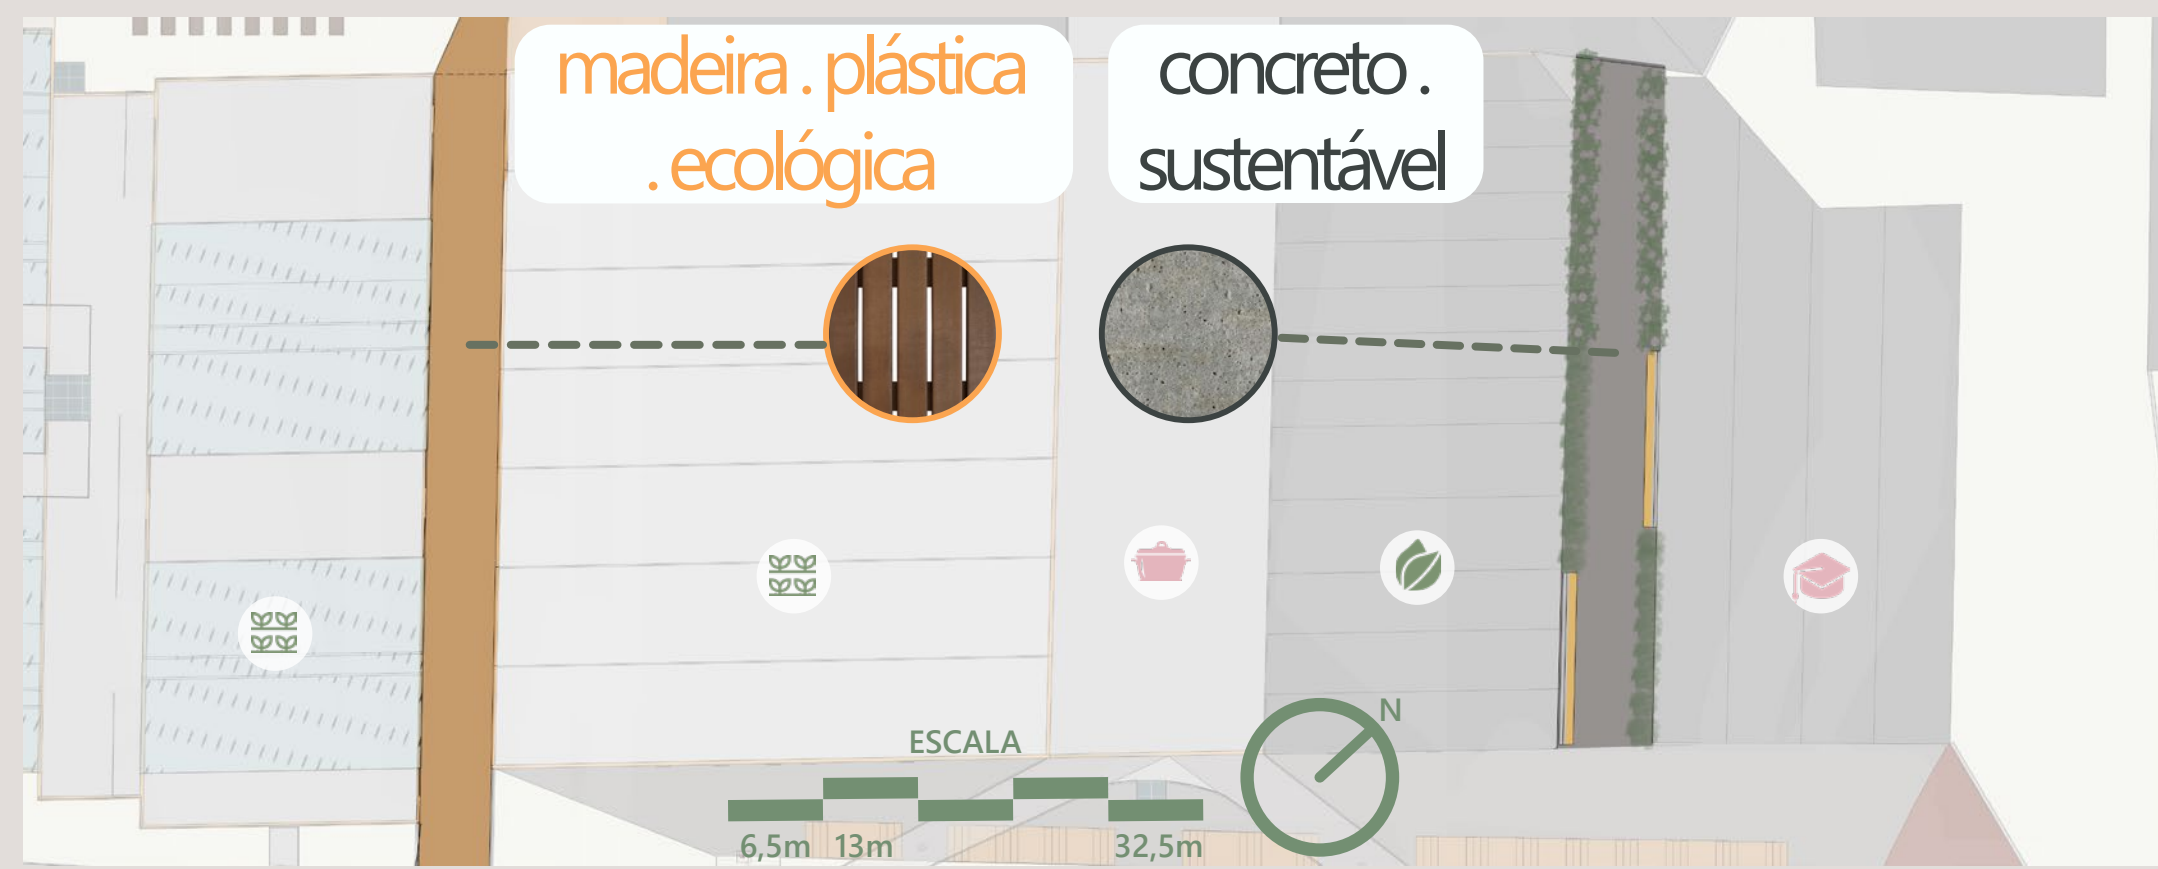 madeira . plástica
. ecológica
concreto .
sustentável
N
ESCALA
6,5m 13m 32,5m